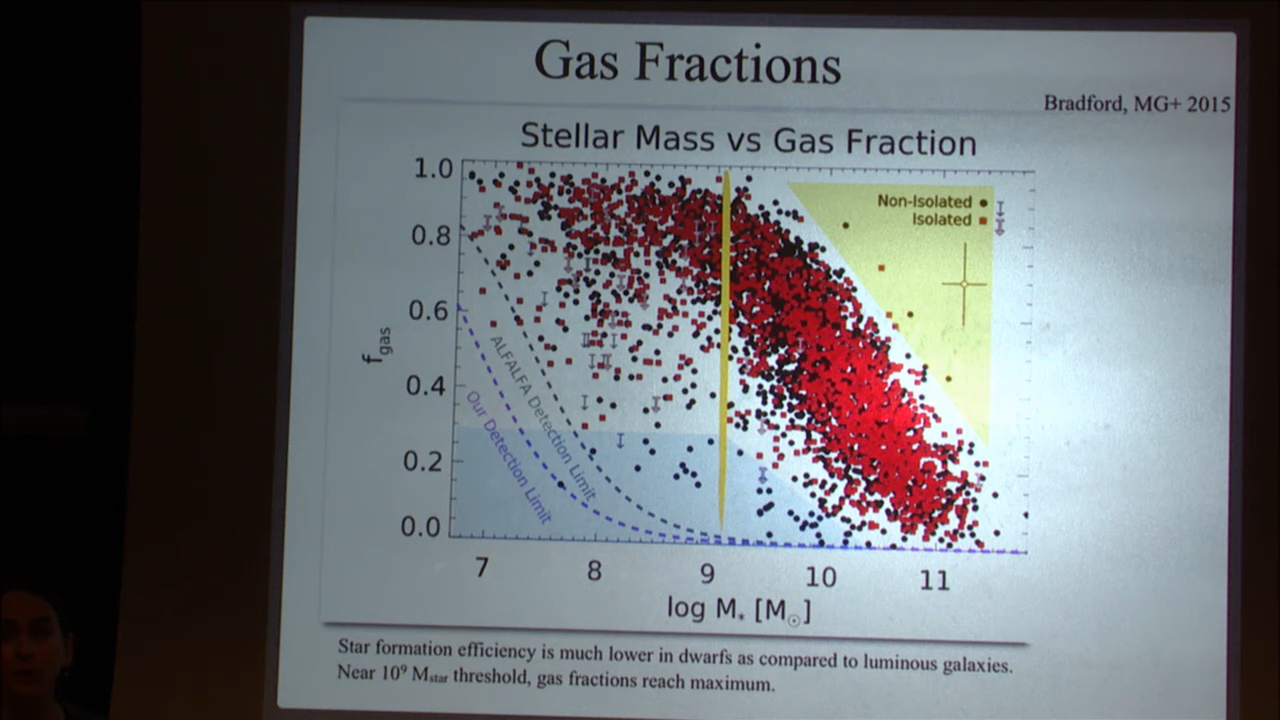 Gas Fractions
Bradford, MG+ 2015
Stellar Mass vs Gas Fraction
Non-Isolated
Isolated
1.0
0.8
0.6
0.4
0.2
0.0
fgas
ALFALFA Detection Limit
Our Detection Limit
7 8 9 10 11
log M* [M☉]
Star formation efficiency is much lower in dwarfs as compared to luminous galaxies.
Near 10⁹ Mstar threshold, gas fractions reach maximum.